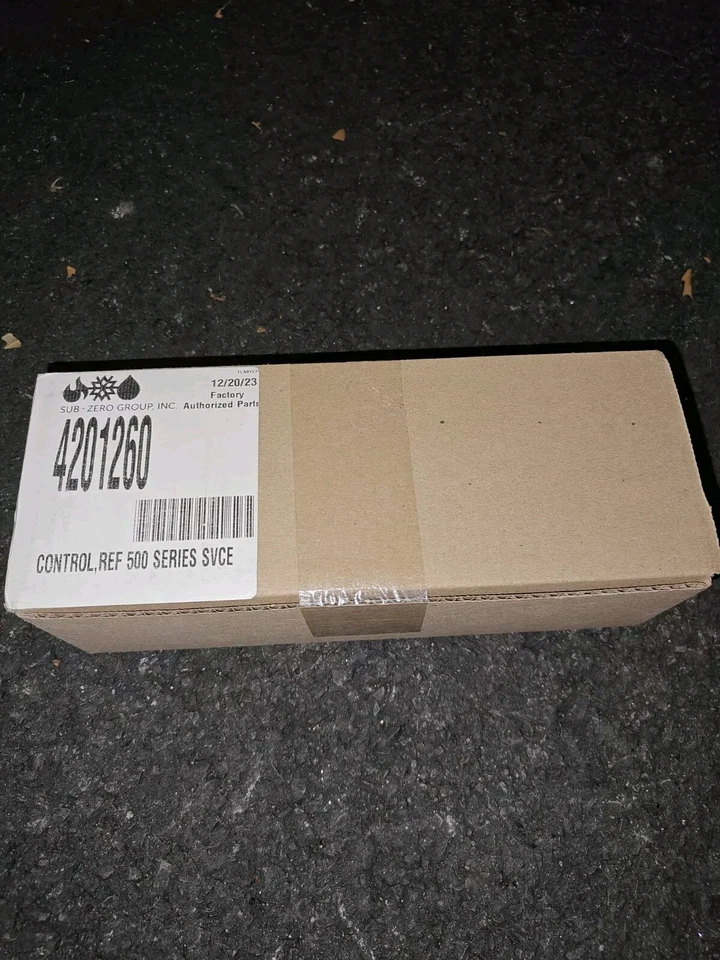 12/20/23
Factory
SUB·ZERO GROUP, INC. Authorized Parts
4201260
CONTROL,REF 500 SERIES SVCE